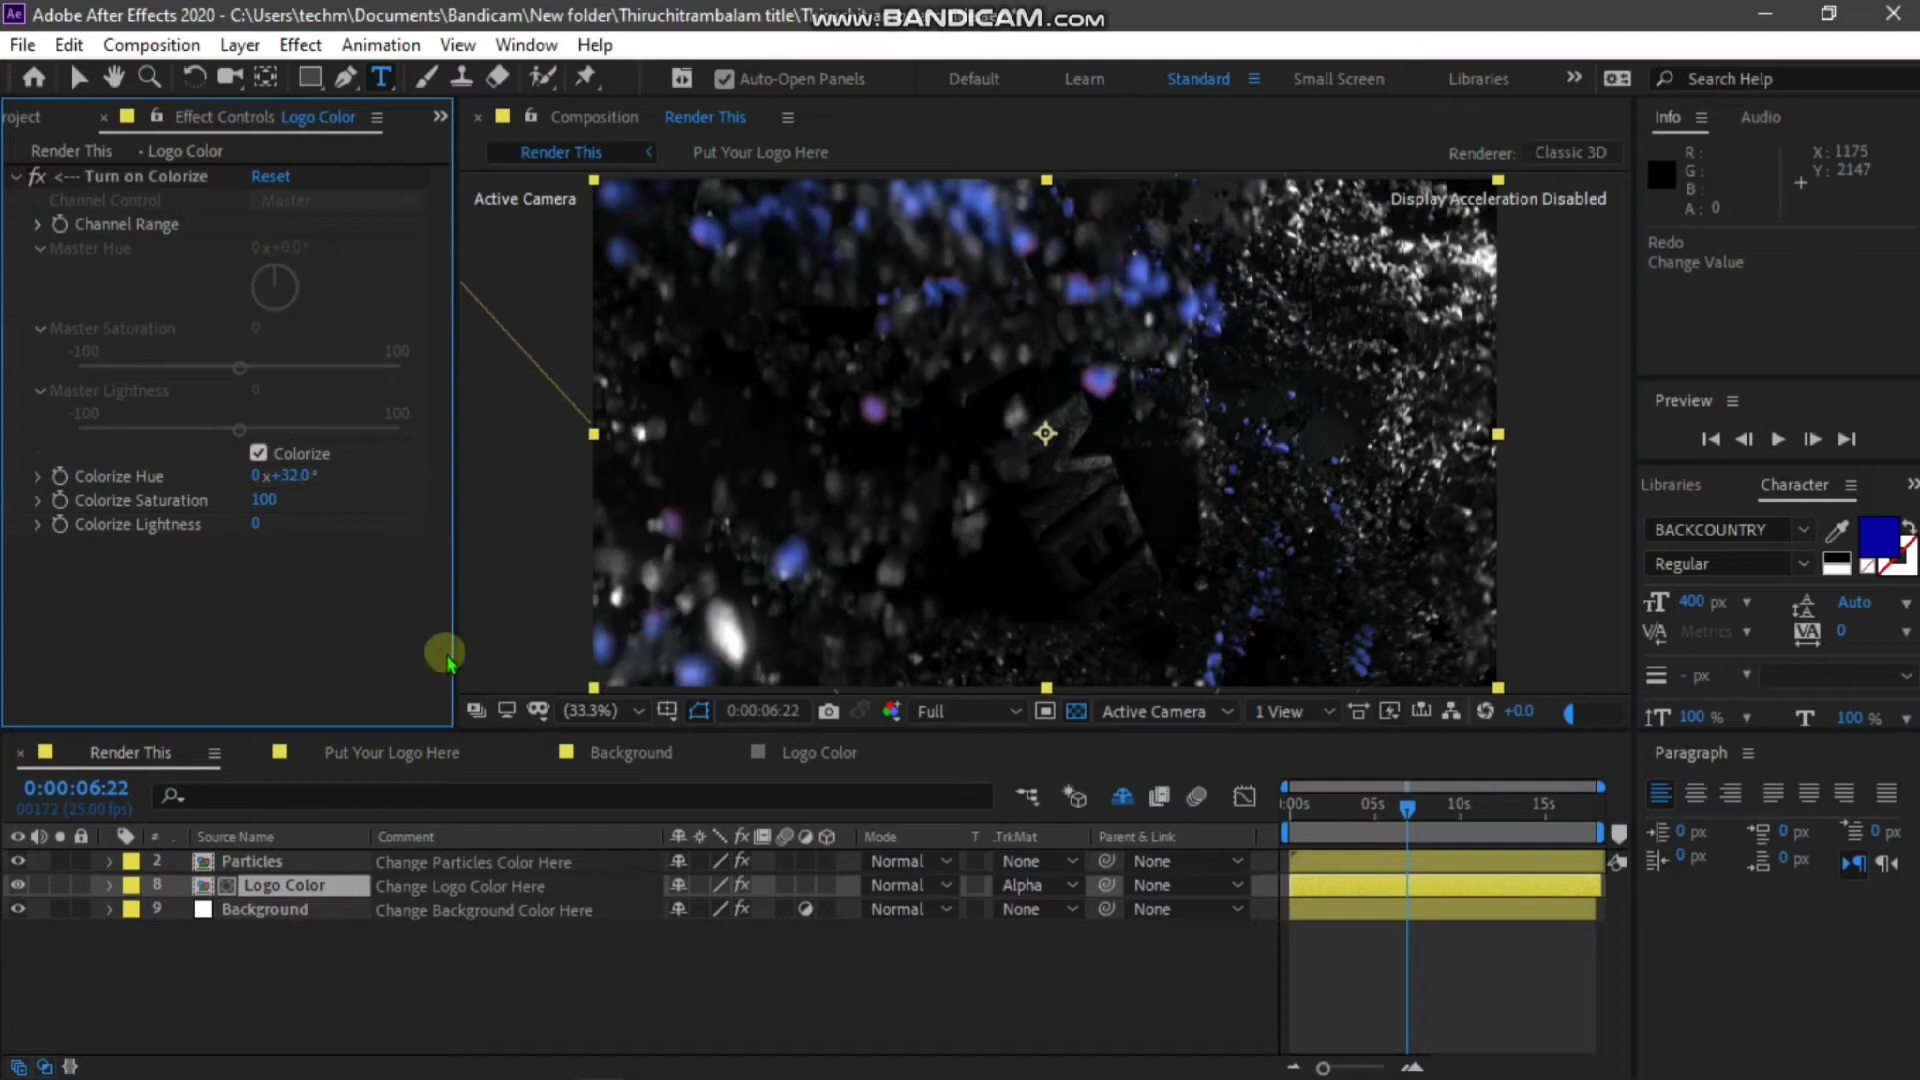 Adobe After Effects 2020 - C:\Users\techm\Documents\Bandicam\New folder\Thiruchitrambalam title\
www.BANDICAM.com
File Edit Composition Layer Effect Animation View Window Help
Auto-Open Panels Default Learn Standard Small Screen Libraries Search Help
roject Effect Controls Logo Color
Composition Render This
Info Audio
Render This • Logo Color
Render This Put Your Logo Here
Renderer: Classic 3D
R: X: 1175
G: Y: 2147
B:
A: 0
fx <--- Turn on Colorize Reset
Channel Control Master
Channel Range
Master Hue 0x+0.0°
Master Saturation 0
-100 100
Master Lightness 0
-100 100
Colorize
Colorize Hue 0x+32.0°
Colorize Saturation 100
Colorize Lightness 0
Active Camera
Display Acceleration Disabled
WE
Redo
Change Value
Preview
Libraries Character
BACKCOUNTRY
Regular
400 px Auto
Metrics 0
- px
100 % 100 %
(33.3%) 0:00:06:22 Full Active Camera 1 View +0.0
Render This Put Your Logo Here Background Logo Color
Paragraph
0 px 0 px 0 px
0 px 0 px
0:00:06:22
00172 (25.00 fps)
:00s 05s 10s 15s
# Source Name Comment fx Mode T .TrkMat Parent & Link
2 Particles Change Particles Color Here fx Normal None None
8 Logo Color Change Logo Color Here fx Normal Alpha None
9 Background Change Background Color Here fx Normal None None